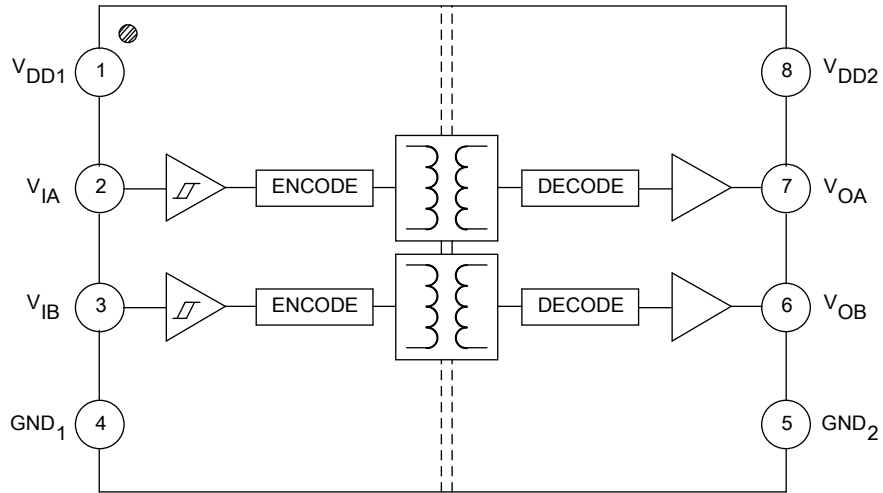 V_DD1 1 8 V_DD2
V_IA 2 ENCODE DECODE 7 V_OA
V_IB 3 ENCODE DECODE 6 V_OB
GND_1 4 5 GND_2